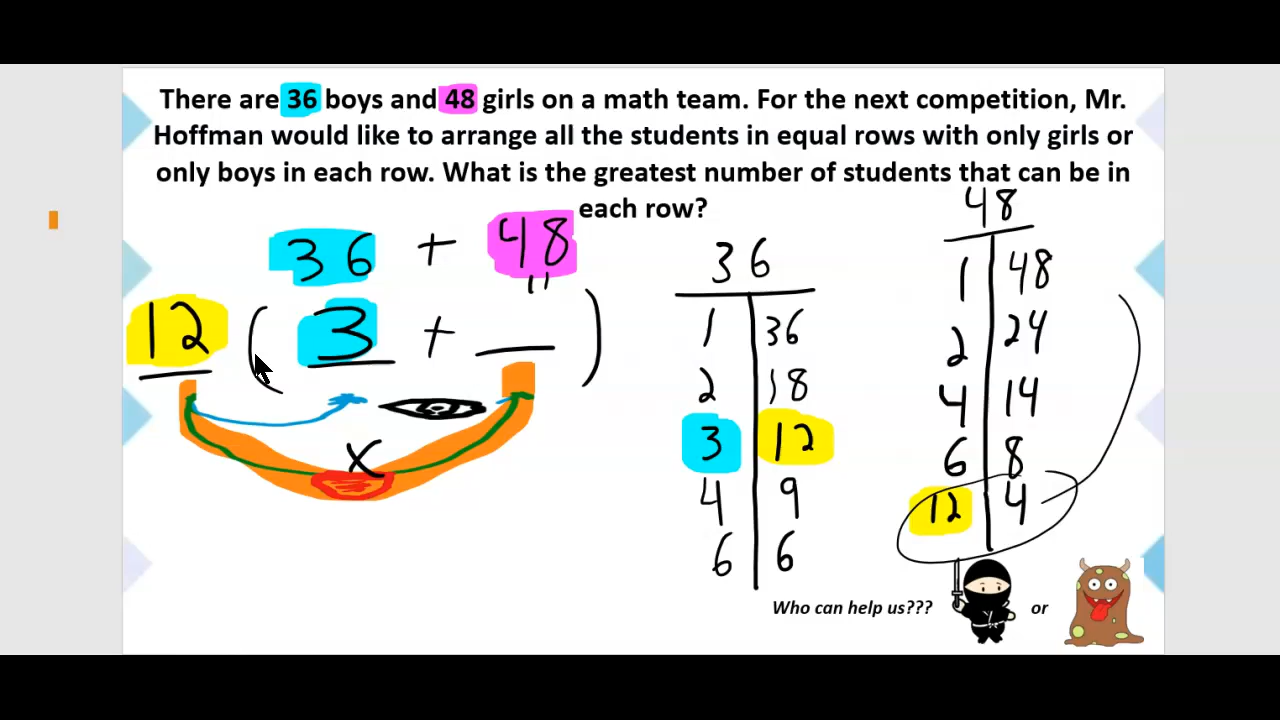 There are 36 boys and 48 girls on a math team. For the next competition, Mr.
Hoffman would like to arrange all the students in equal rows with only girls or
only boys in each row. What is the greatest number of students that can be in
each row?
36 + 48
12 ( 3 + __ )
x
36
1 36
2 18
3 12
4 9
6 6
48
1 48
2 24
4 14
6 8
12 4
Who can help us??? or